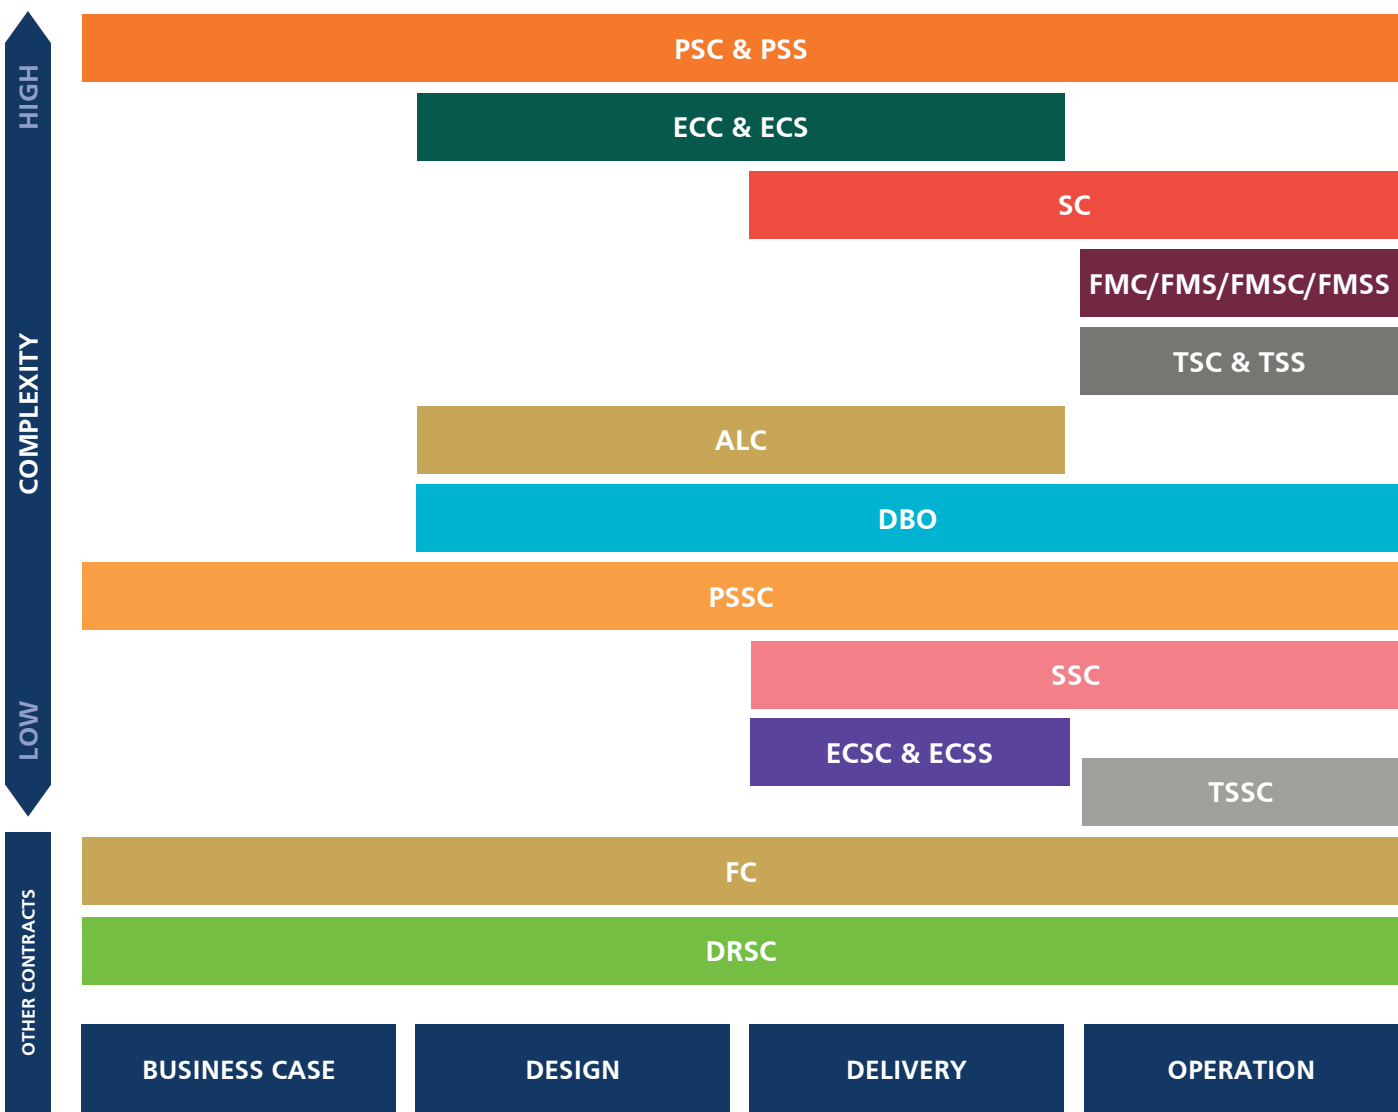 HIGH
COMPLEXITY
LOW
OTHER CONTRACTS
PSC & PSS
ECC & ECS
SC
FMC/FMS/FMSC/FMSS
TSC & TSS
ALC
DBO
PSSC
SSC
ECSC & ECSS
TSSC
FC
DRSC
BUSINESS CASE
DESIGN
DELIVERY
OPERATION